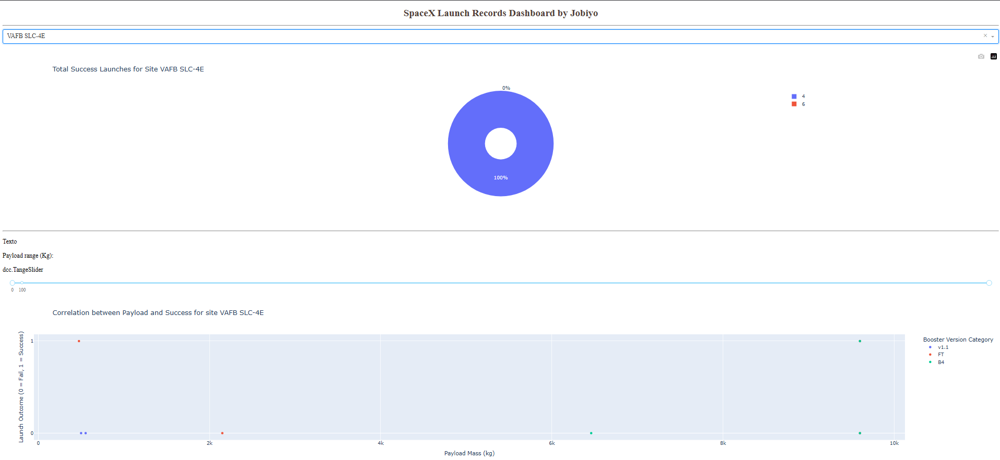 SpaceX Launch Records Dashboard by Jobiyo
VAFB SLC-4E
Total Success Launches for Site VAFB SLC-4E
0%
100%
4
6
Texto
Payload range (Kg):
dcc.TangeSlider
0 100
Correlation between Payload and Success for site VAFB SLC-4E
Launch Outcome (0 = Fail, 1 = Success)
1
0
0 2k 4k 6k 8k 10k
Payload Mass (kg)
Booster Version Category
v1.1
FT
B4